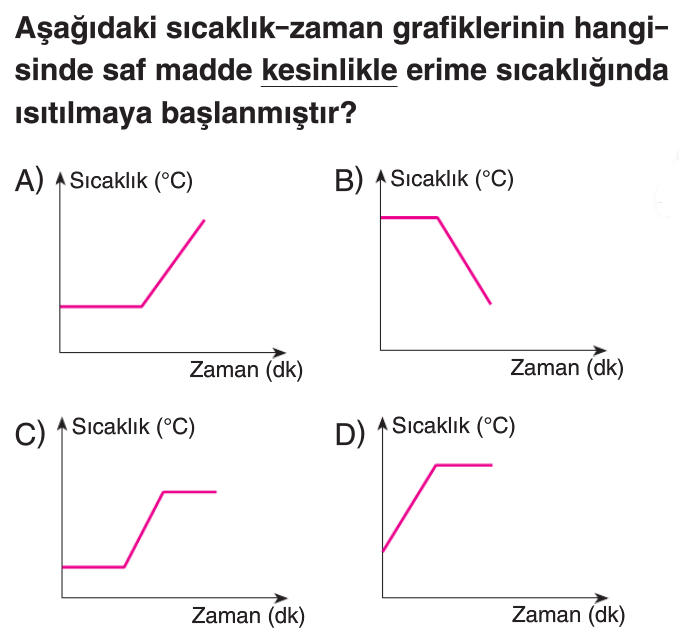 Aşağıdaki sıcaklık-zaman grafiklerinin hangi-
sinde saf madde kesinlikle erime sıcaklığında
ısıtılmaya başlanmıştır?
A) Sıcaklık (°C)
Zaman (dk)
B) Sıcaklık (°C)
Zaman (dk)
C) Sıcaklık (°C)
Zaman (dk)
D) Sıcaklık (°C)
Zaman (dk)